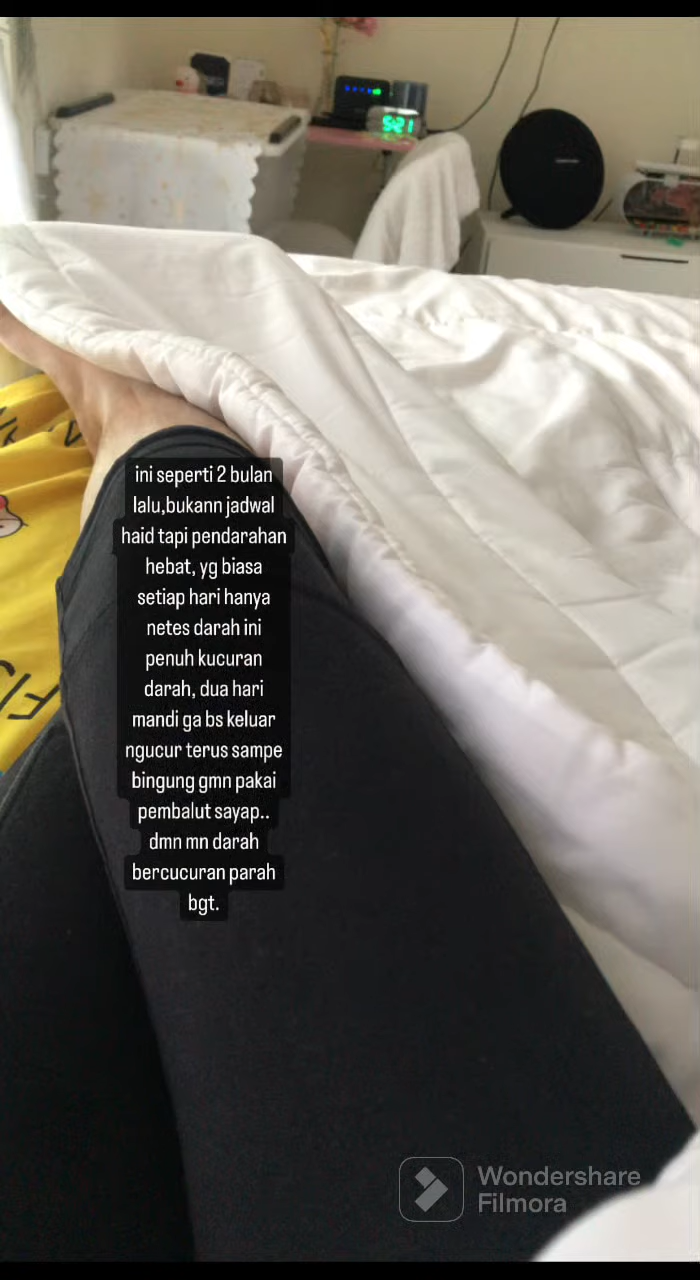 5:21
ini seperti 2 bulan
lalu,bukann jadwal
haid tapi pendarahan
hebat, yg biasa
setiap hari hanya
netes darah ini
penuh kucuran
darah, dua hari
mandi ga bs keluar
ngucur terus sampe
bingung gmn pakai
pembalut sayap..
dmn mn darah
bercucuran parah
bgt.
Wondershare
Filmora